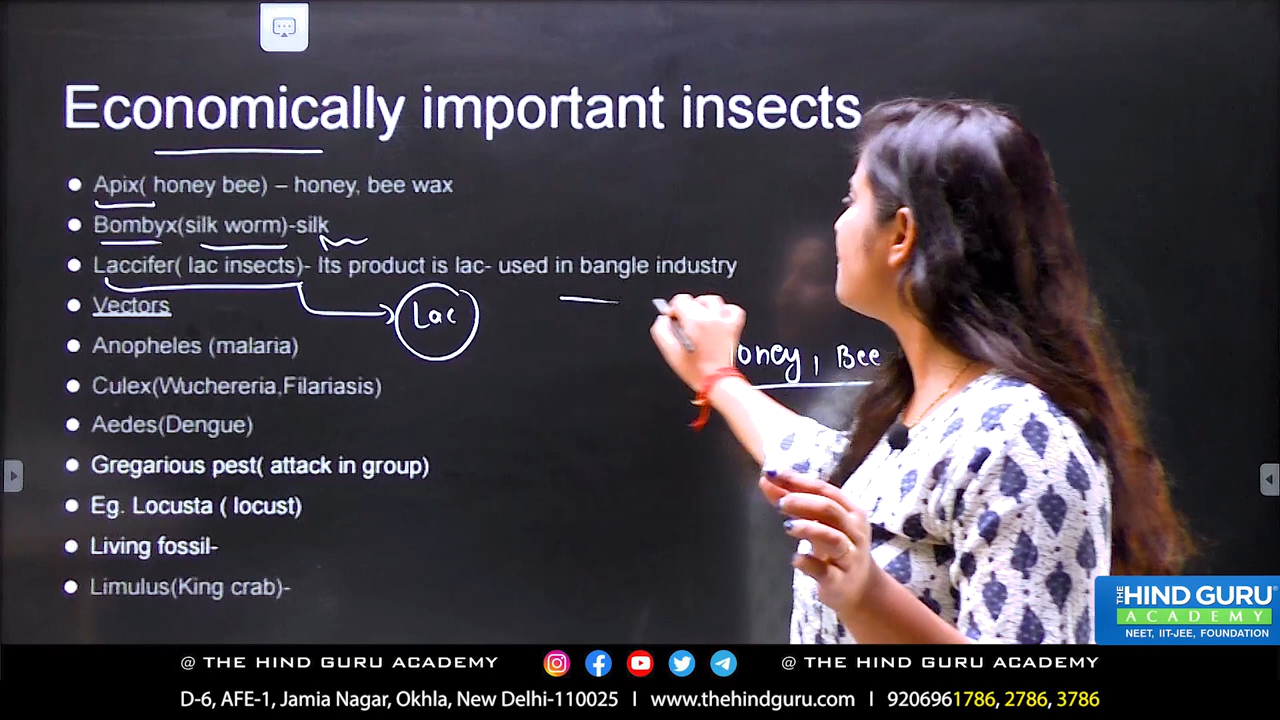 Economically important insects
Apix( honey bee) – honey, bee wax
Bombyx(silk worm)-silk
Laccifer( lac insects)- Its product is lac- used in bangle industry
Vectors
Lac
Anopheles (malaria)
oney, Bee
Culex(Wuchereria,Filariasis)
Aedes(Dengue)
Gregarious pest( attack in group)
Eg. Locusta ( locust)
Living fossil-
Limulus(King crab)-
THE HIND GURU
ACADEMY
NEET, IIT-JEE, FOUNDATION
@ THE HIND GURU ACADEMY @ THE HIND GURU ACADEMY
D-6, AFE-1, Jamia Nagar, Okhla, New Delhi-110025 | www.thehindguru.com | 9206961786, 2786, 3786